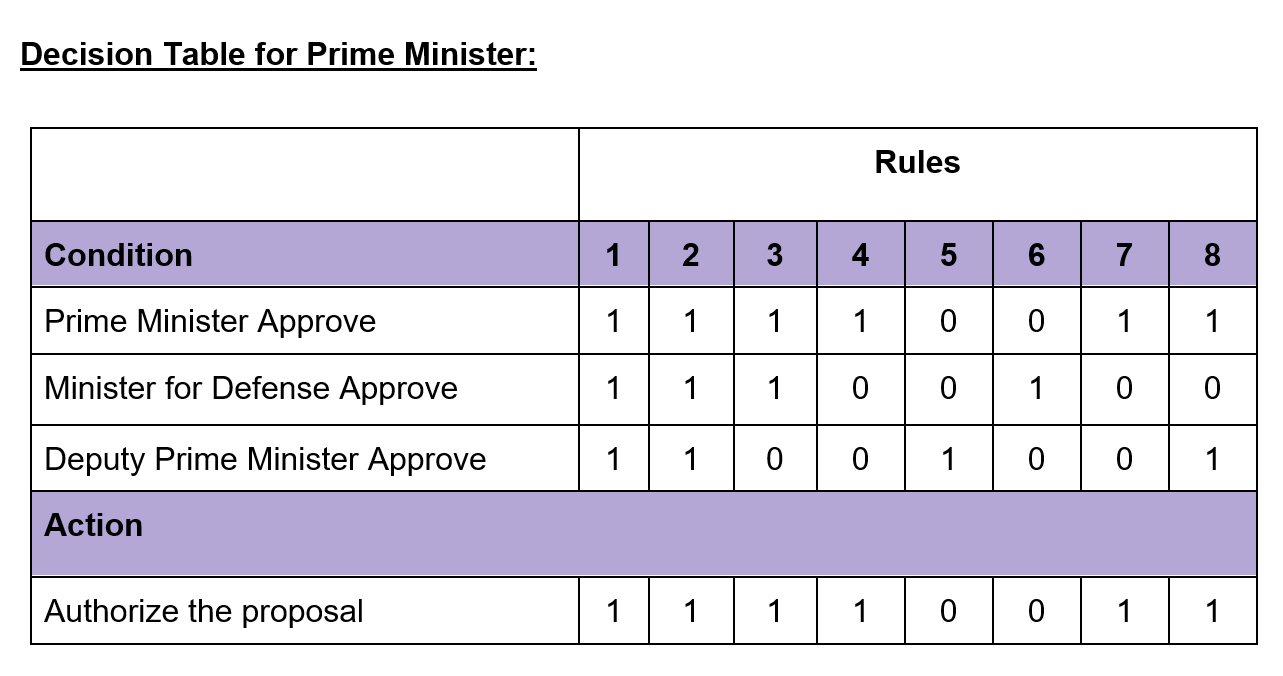 Decision Table for Prime Minister:
Rules
Condition 1 2 3 4 5 6 7 8
Prime Minister Approve 1 1 1 1 0 0 1 1
Minister for Defense Approve 1 1 1 0 0 1 0 0
Deputy Prime Minister Approve 1 1 0 0 1 0 0 1
Action
Authorize the proposal 1 1 1 1 0 0 1 1